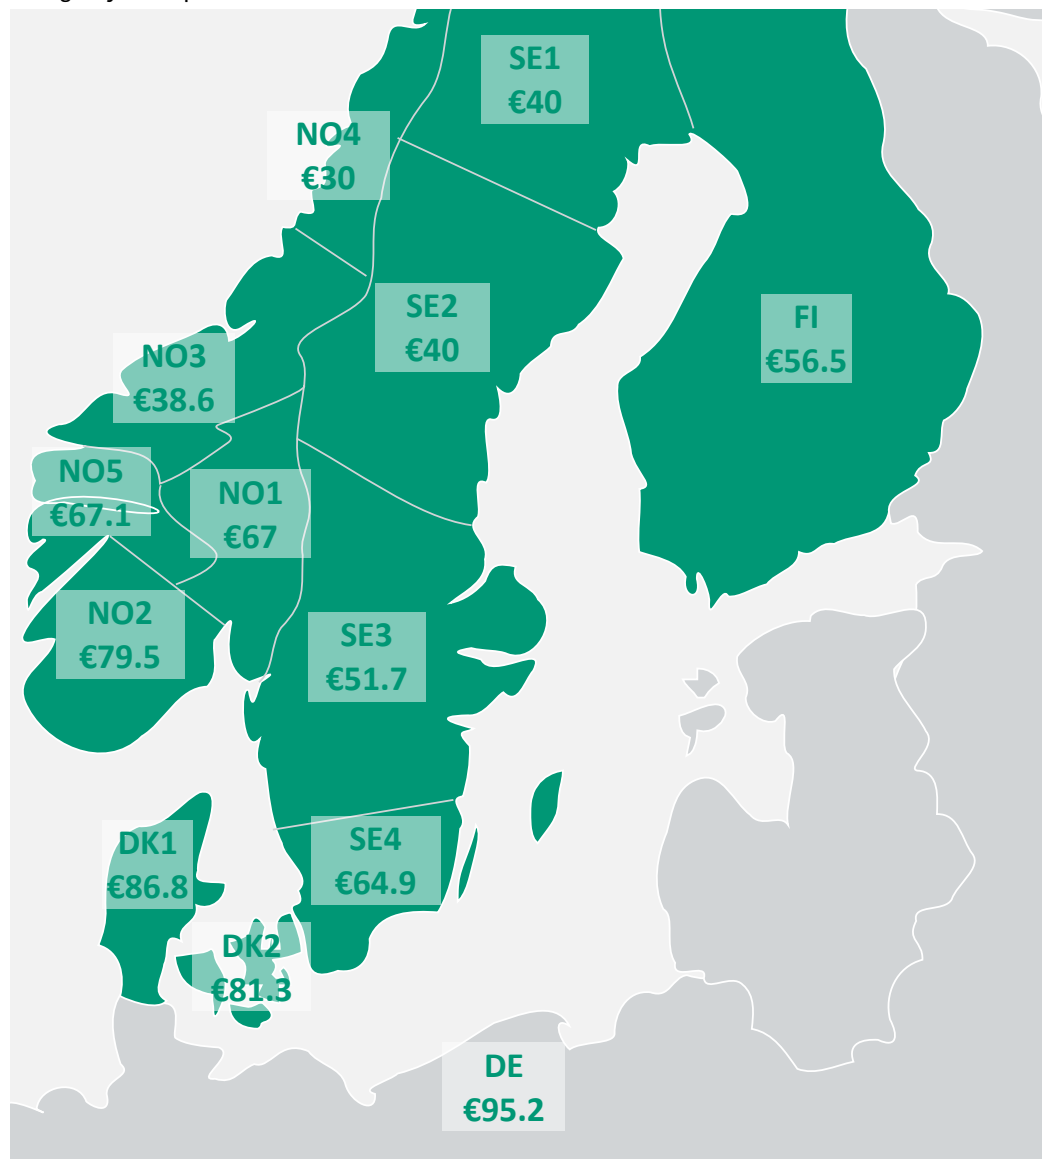 SE1
€40
NO4
€30
SE2
€40
FI
€56.5
NO3
€38.6
NO5
€67.1
NO1
€67
NO2
€79.5
SE3
€51.7
DK1
€86.8
SE4
€64.9
DK2
€81.3
DE
€95.2